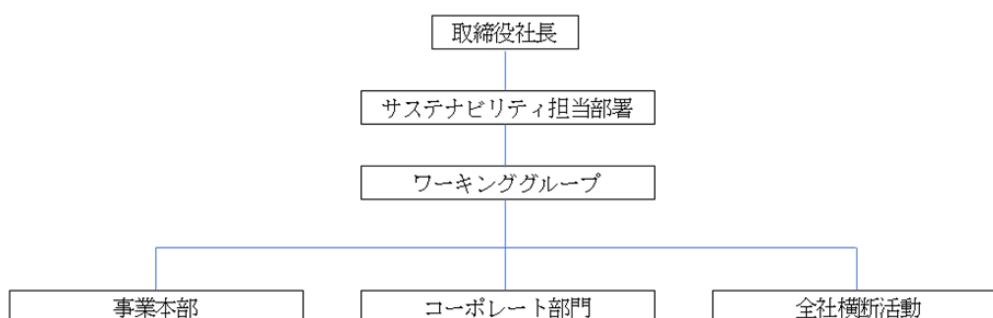 取締役社長
サステナビリティ担当部署
ワーキンググループ
事業本部
コーポレート部門
全社横断活動